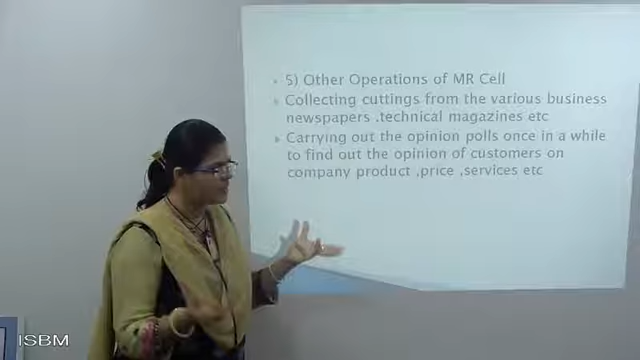 5) Other Operations of MR Cell
Collecting cuttings from the various business
newspapers .technical magazines etc
Carrying out the opinion polls once in a while
to find out the opinion of customers on
company product ,price ,services etc
ISBM